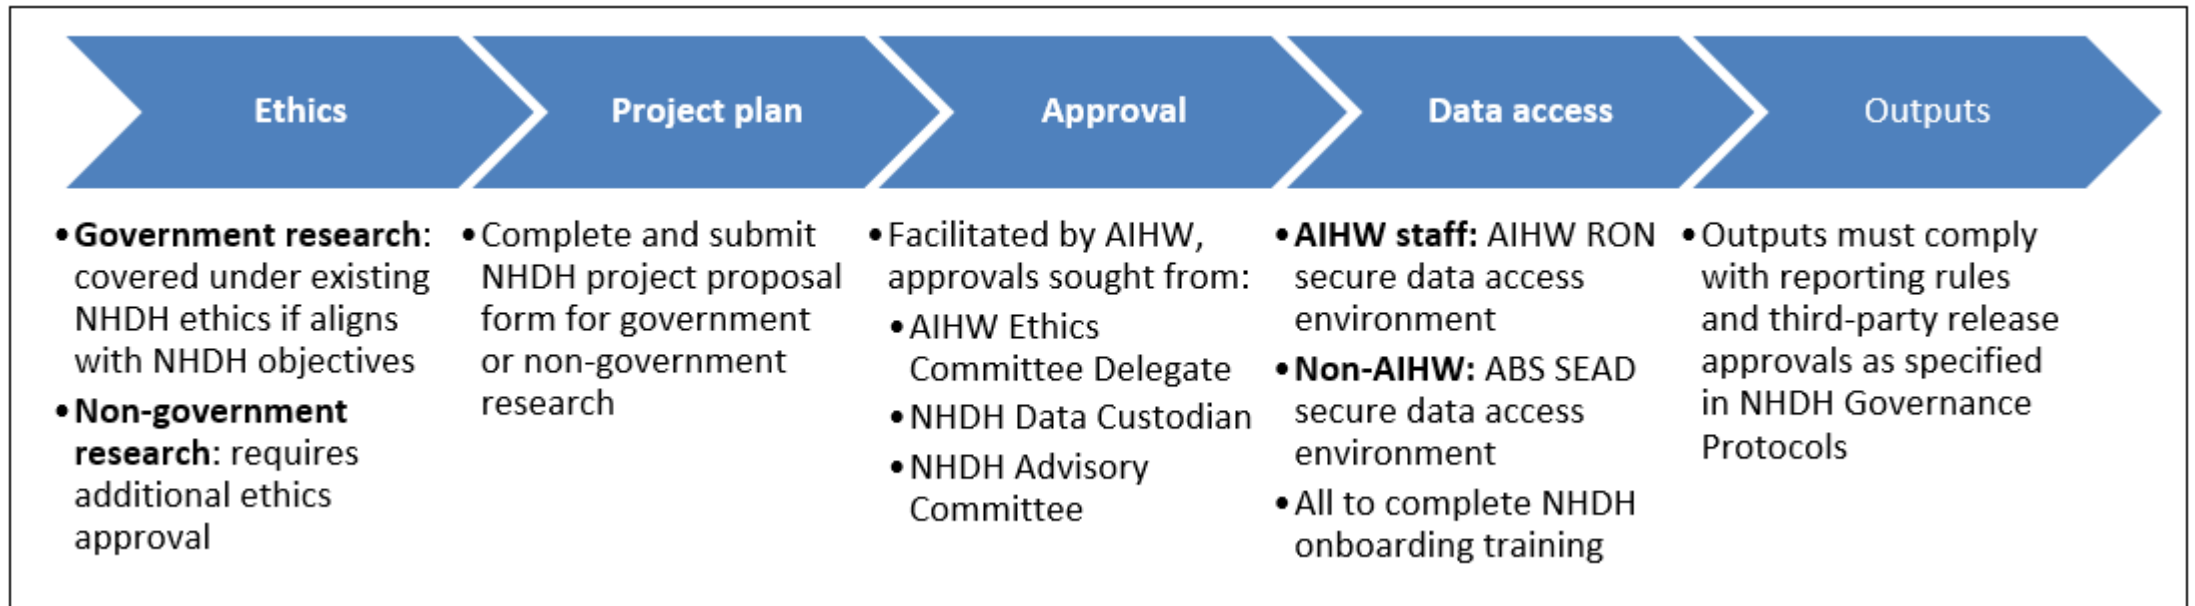 Ethics
Project plan
Approval
Data access
Outputs
•Government research:
covered under existing
NHDH ethics if aligns
with NHDH objectives
•Non-government
research: requires
additional ethics
approval
•Complete and submit
NHDH project proposal
form for government
or non-government
research
•Facilitated by AIHW,
approvals sought from:
•AIHW Ethics
Committee Delegate
•NHDH Data Custodian
•NHDH Advisory
Committee
•AIHW staff: AIHW RON
secure data access
environment
•Non-AIHW: ABS SEAD
secure data access
environment
•All to complete NHDH
onboarding training
•Outputs must comply
with reporting rules
and third-party release
approvals as specified
in NHDH Governance
Protocols